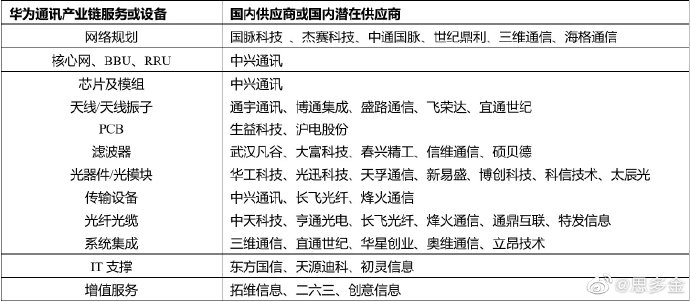 华为通讯产业链服务或设备 国内供应商或国内潜在供应商
网络规划 国脉科技 、杰赛科技、中通国脉、世纪鼎利、三维通信、海格通信
核心网、BBU、RRU 中兴通讯
芯片及模组 中兴通讯
天线/天线振子 通宇通讯、博通集成、盛路通信、飞荣达、宜通世纪
PCB 生益科技、沪电股份
滤波器 武汉凡谷、大富科技、春兴精工、信维通信、硕贝德
光器件/光模块 华工科技、光迅科技、天孚通信、新易盛、博创科技、科信技术、太辰光
传输设备 中兴通讯、长飞光纤、烽火通信
光纤光缆 中天科技、亨通光电、长飞光纤、烽火通信、通鼎互联、特发信息
系统集成 三维通信、宜通世纪、华星创业、奥维通信、立昂技术
IT 支撑 东方国信、天源迪科、初灵信息
增值服务 拓维信息、二六三、创意信息
@思多金